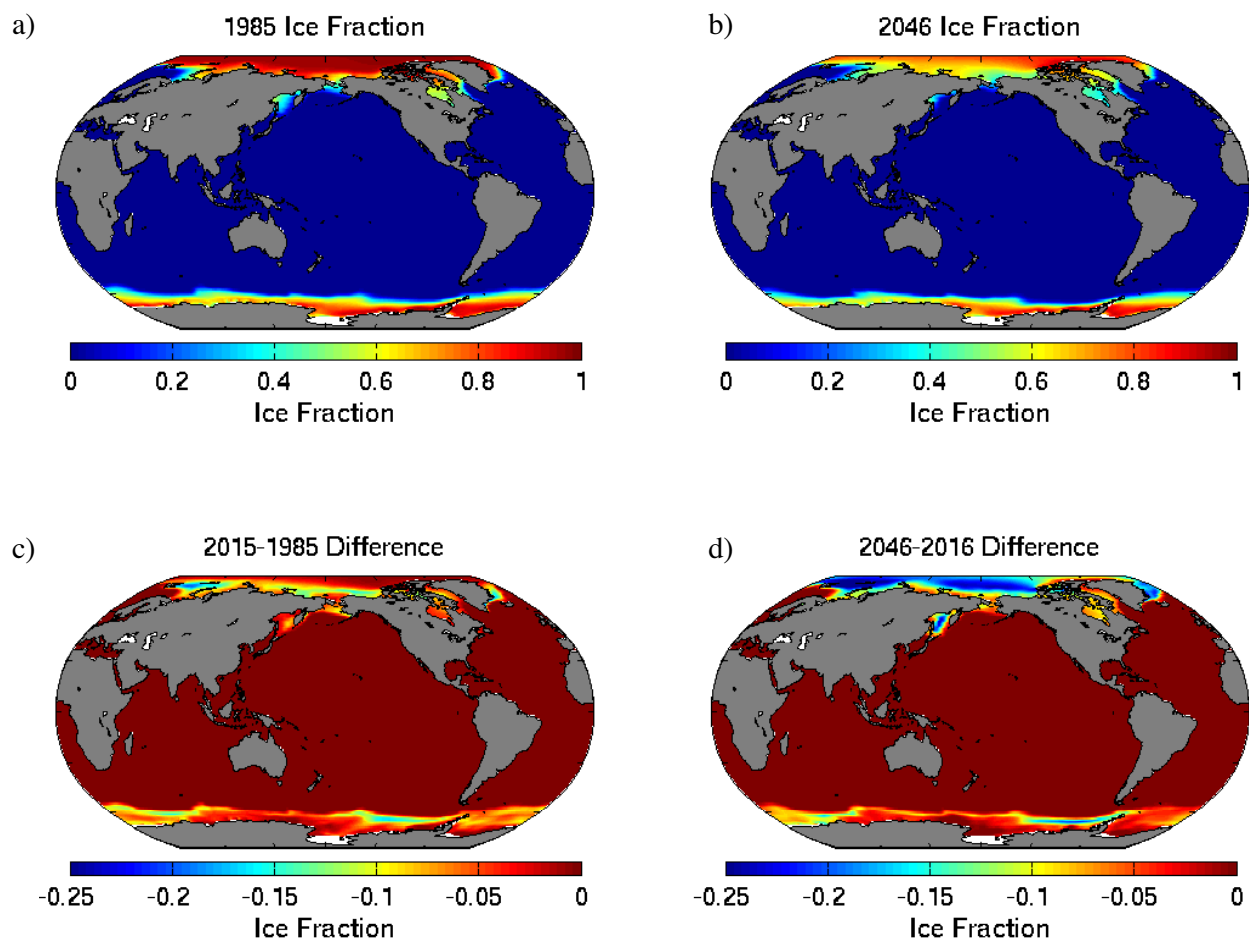 a)
1985 Ice Fraction
0 0.2 0.4 0.6 0.8 1
Ice Fraction
b)
2046 Ice Fraction
0 0.2 0.4 0.6 0.8 1
Ice Fraction
c)
2015-1985 Difference
-0.25 -0.2 -0.15 -0.1 -0.05 0
Ice Fraction
d)
2046-2016 Difference
-0.25 -0.2 -0.15 -0.1 -0.05 0
Ice Fraction